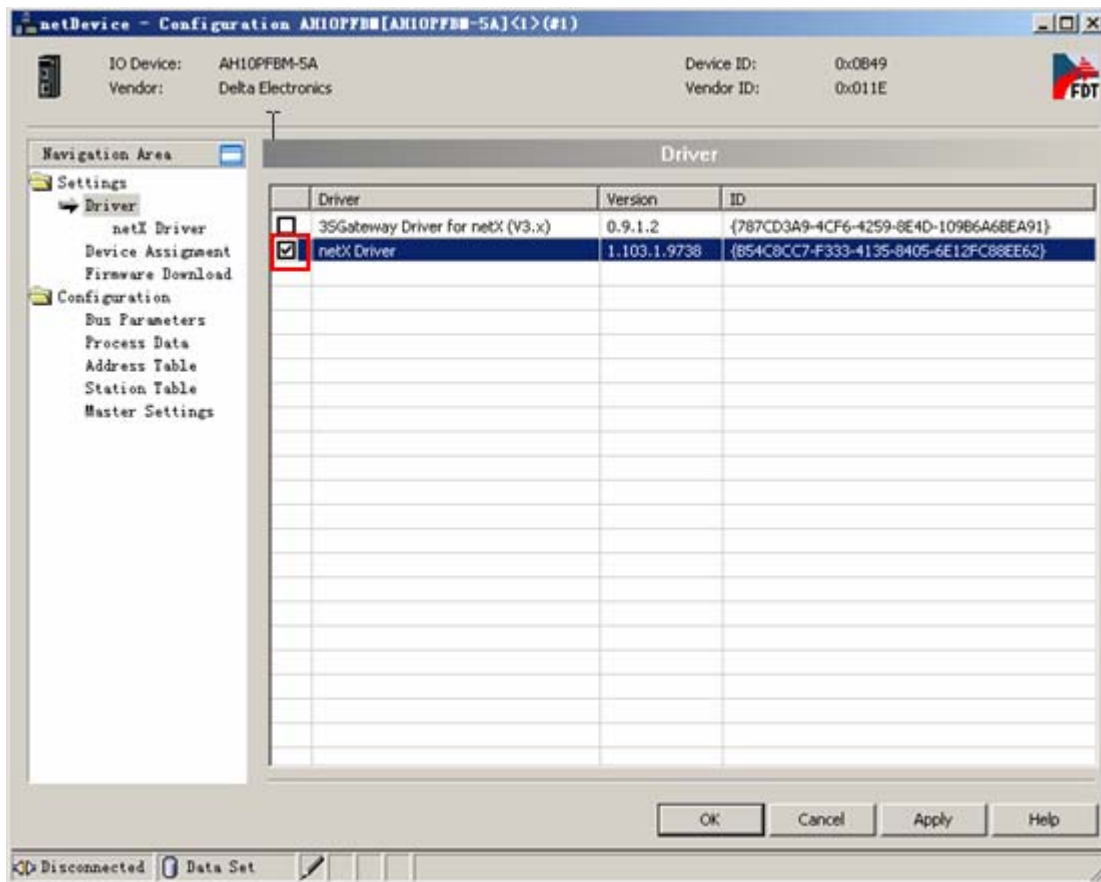 netDevice - Configuration AH10PFBM[AH10PFBM-5A]<1>(#1)
IO Device: AH10PFBM-5A Device ID: 0x0B49
Vendor: Delta Electronics Vendor ID: 0x011E
FDT
Navigation Area
Driver
Settings
Driver
netX Driver
Device Assignment
Firmware Download
Configuration
Bus Parameters
Process Data
Address Table
Station Table
Master Settings
Driver Version ID
3SGateway Driver for netX (V3.x) 0.9.1.2 {787CD3A9-4CF6-4259-8E4D-109B6A6BEA91}
netX Driver 1.103.1.9738 {B54C8CC7-F333-4135-8405-6E12FC88EE62}
OK Cancel Apply Help
Disconnected Data Set